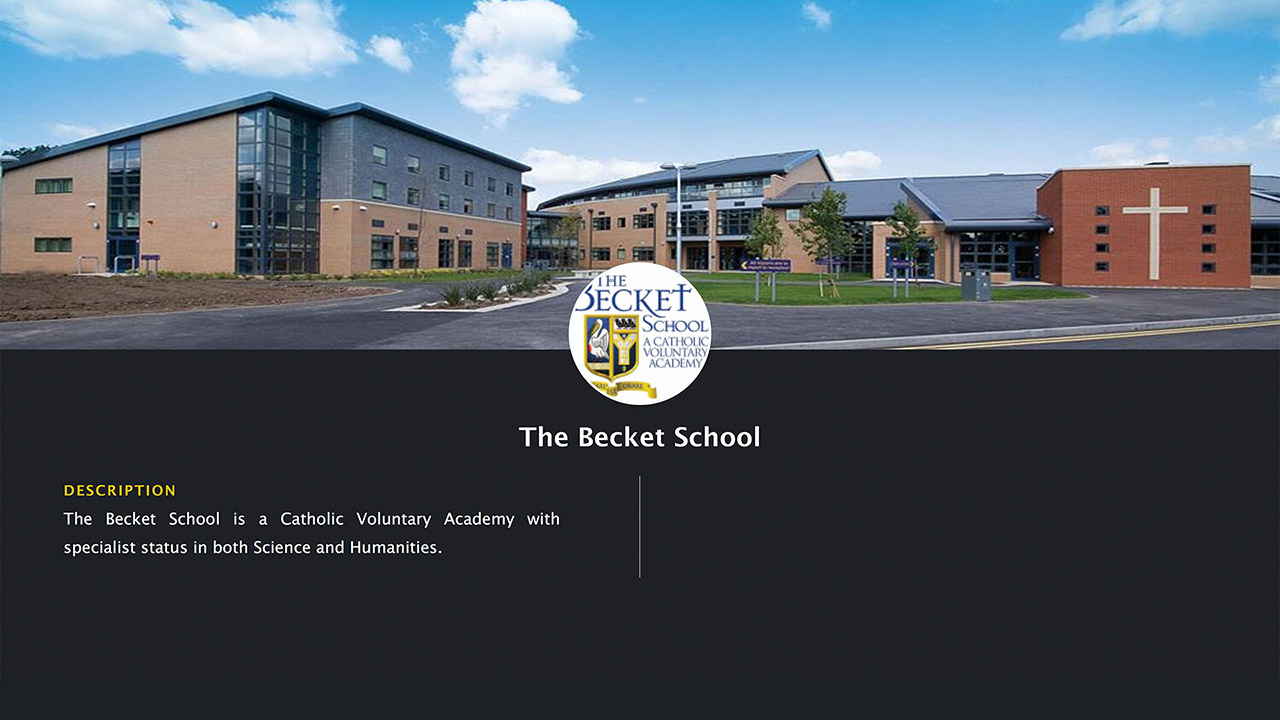 THE
BECKET
SCHOOL
A CATHOLIC
VOLUNTARY
ACADEMY
The Becket School
DESCRIPTION
The Becket School is a Catholic Voluntary Academy with
specialist status in both Science and Humanities.